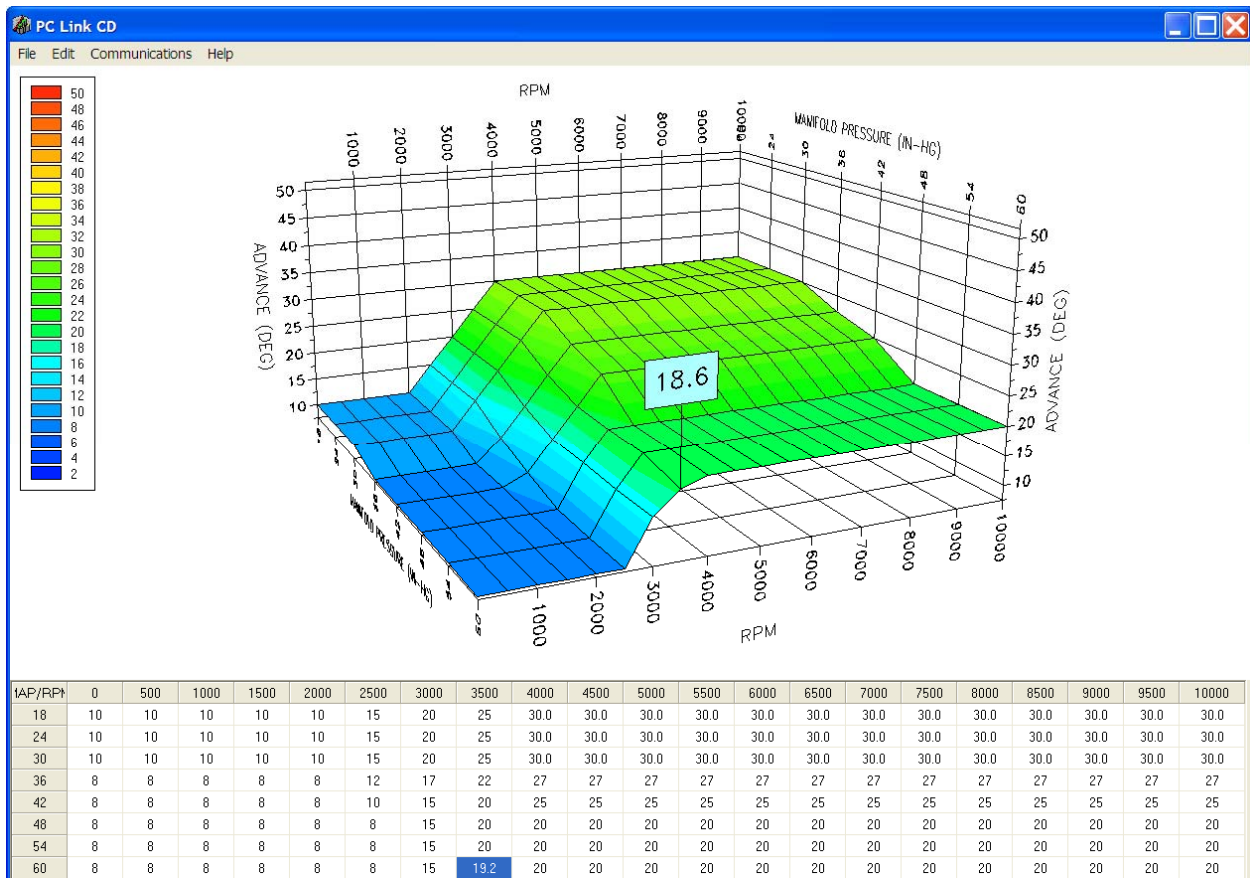 PC Link CD
File Edit Communications Help
50
48
46
44
42
40
38
36
34
32
30
28
26
24
22
20
18
16
14
12
10
8
6
4
2
RPM
1000 2000 3000 4000 5000 6000 7000 8000 9000
MANIFOLD PRESSURE (IN-HG)
24 30 36 42 48 54 60
ADVANCE (DEG)
50
45
40
35
30
25
20
15
10
18.6
50
45
40
35
30
25
20
15
10
ADVANCE (DEG)
MANIFOLD PRESSURE (IN-HG)
1000 2000 3000 4000 5000 6000 7000 8000 9000 10000
RPM
0 500 1000 1500 2000 2500 3000 3500 4000 4500 5000 5500 6000 6500 7000 7500 8000 8500 9000 9500 10000
18 10 10 10 10 10 15 20 25 30.0 30.0 30.0 30.0 30.0 30.0 30.0 30.0 30.0 30.0 30.0 30.0 30.0
24 10 10 10 10 10 15 20 25 30.0 30.0 30.0 30.0 30.0 30.0 30.0 30.0 30.0 30.0 30.0 30.0 30.0
30 10 10 10 10 10 15 20 25 30.0 30.0 30.0 30.0 30.0 30.0 30.0 30.0 30.0 30.0 30.0 30.0 30.0
36 8 8 8 8 8 12 17 22 27 27 27 27 27 27 27 27 27 27 27 27 27
42 8 8 8 8 8 10 15 20 25 25 25 25 25 25 25 25 25 25 25 25 25
48 8 8 8 8 8 8 15 20 20 20 20 20 20 20 20 20 20 20 20 20 20
54 8 8 8 8 8 8 15 20 20 20 20 20 20 20 20 20 20 20 20 20 20
60 8 8 8 8 8 8 15 19.2 20 20 20 20 20 20 20 20 20 20 20 20 20